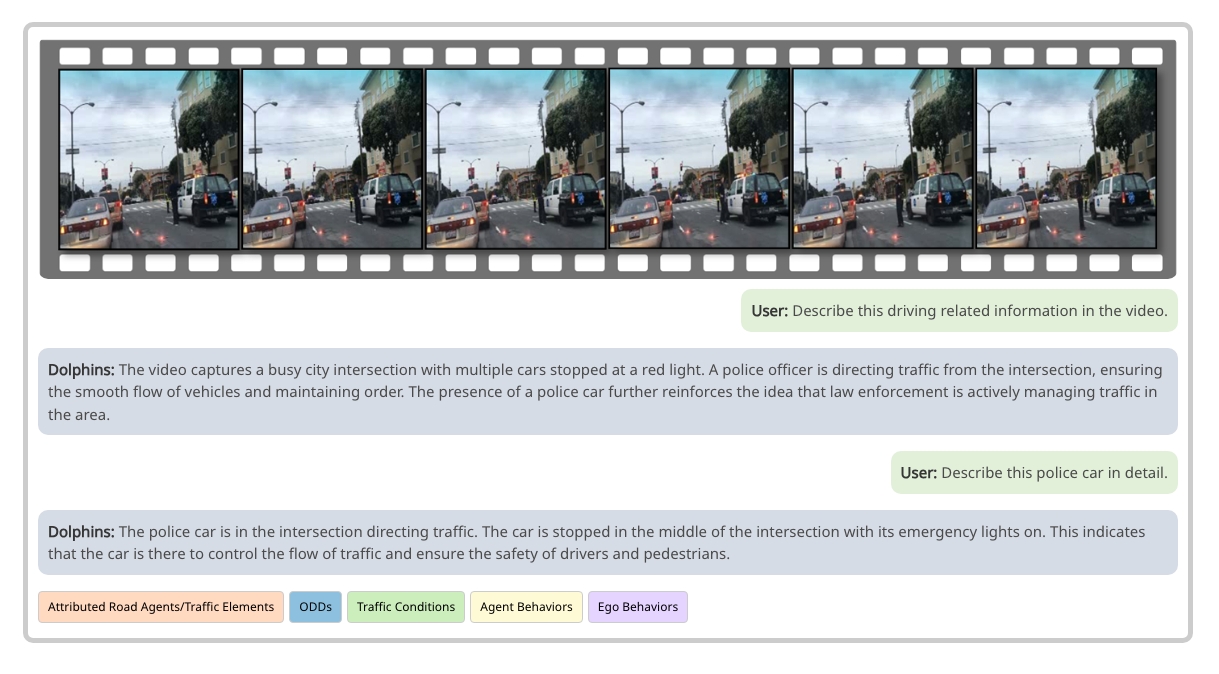 User: Describe this driving related information in the video.
Dolphins: The video captures a busy city intersection with multiple cars stopped at a red light. A police officer is directing traffic from the intersection, ensuring
the smooth flow of vehicles and maintaining order. The presence of a police car further reinforces the idea that law enforcement is actively managing traffic in
the area.
User: Describe this police car in detail.
Dolphins: The police car is in the intersection directing traffic. The car is stopped in the middle of the intersection with its emergency lights on. This indicates
that the car is there to control the flow of traffic and ensure the safety of drivers and pedestrians.
Attributed Road Agents/Traffic Elements ODDs Traffic Conditions Agent Behaviors Ego Behaviors